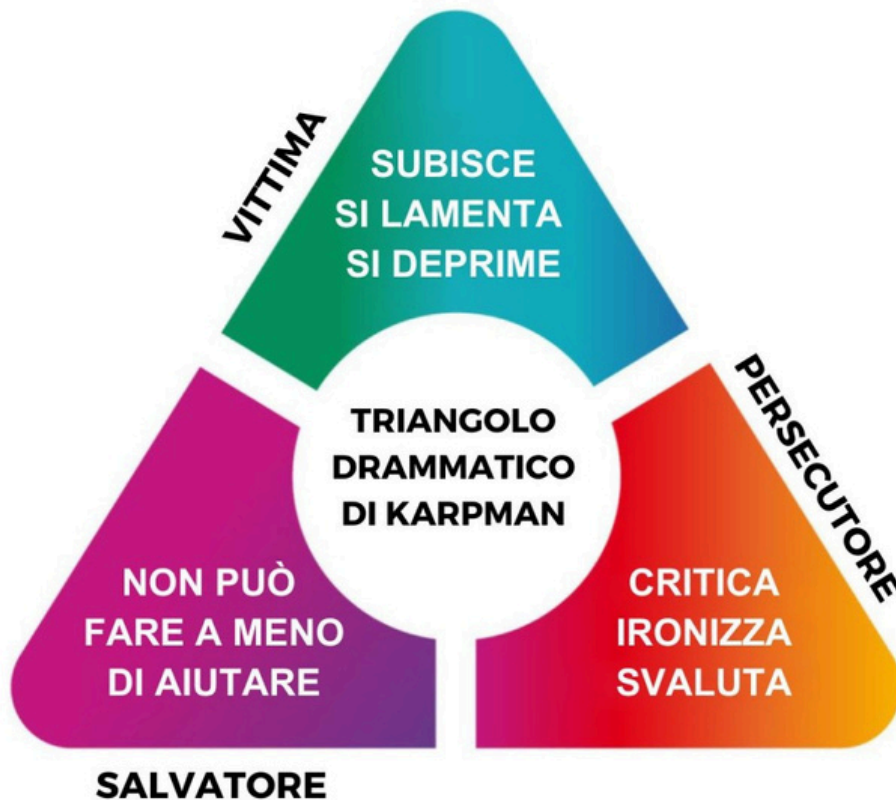 VITTIMA
SUBISCE
SI LAMENTA
SI DEPRIME
TRIANGOLO
DRAMMATICO
DI KARPMAN
PERSECUTORE
NON PUÒ
FARE A MENO
DI AIUTARE
CRITICA
IRONIZZA
SVALUTA
SALVATORE